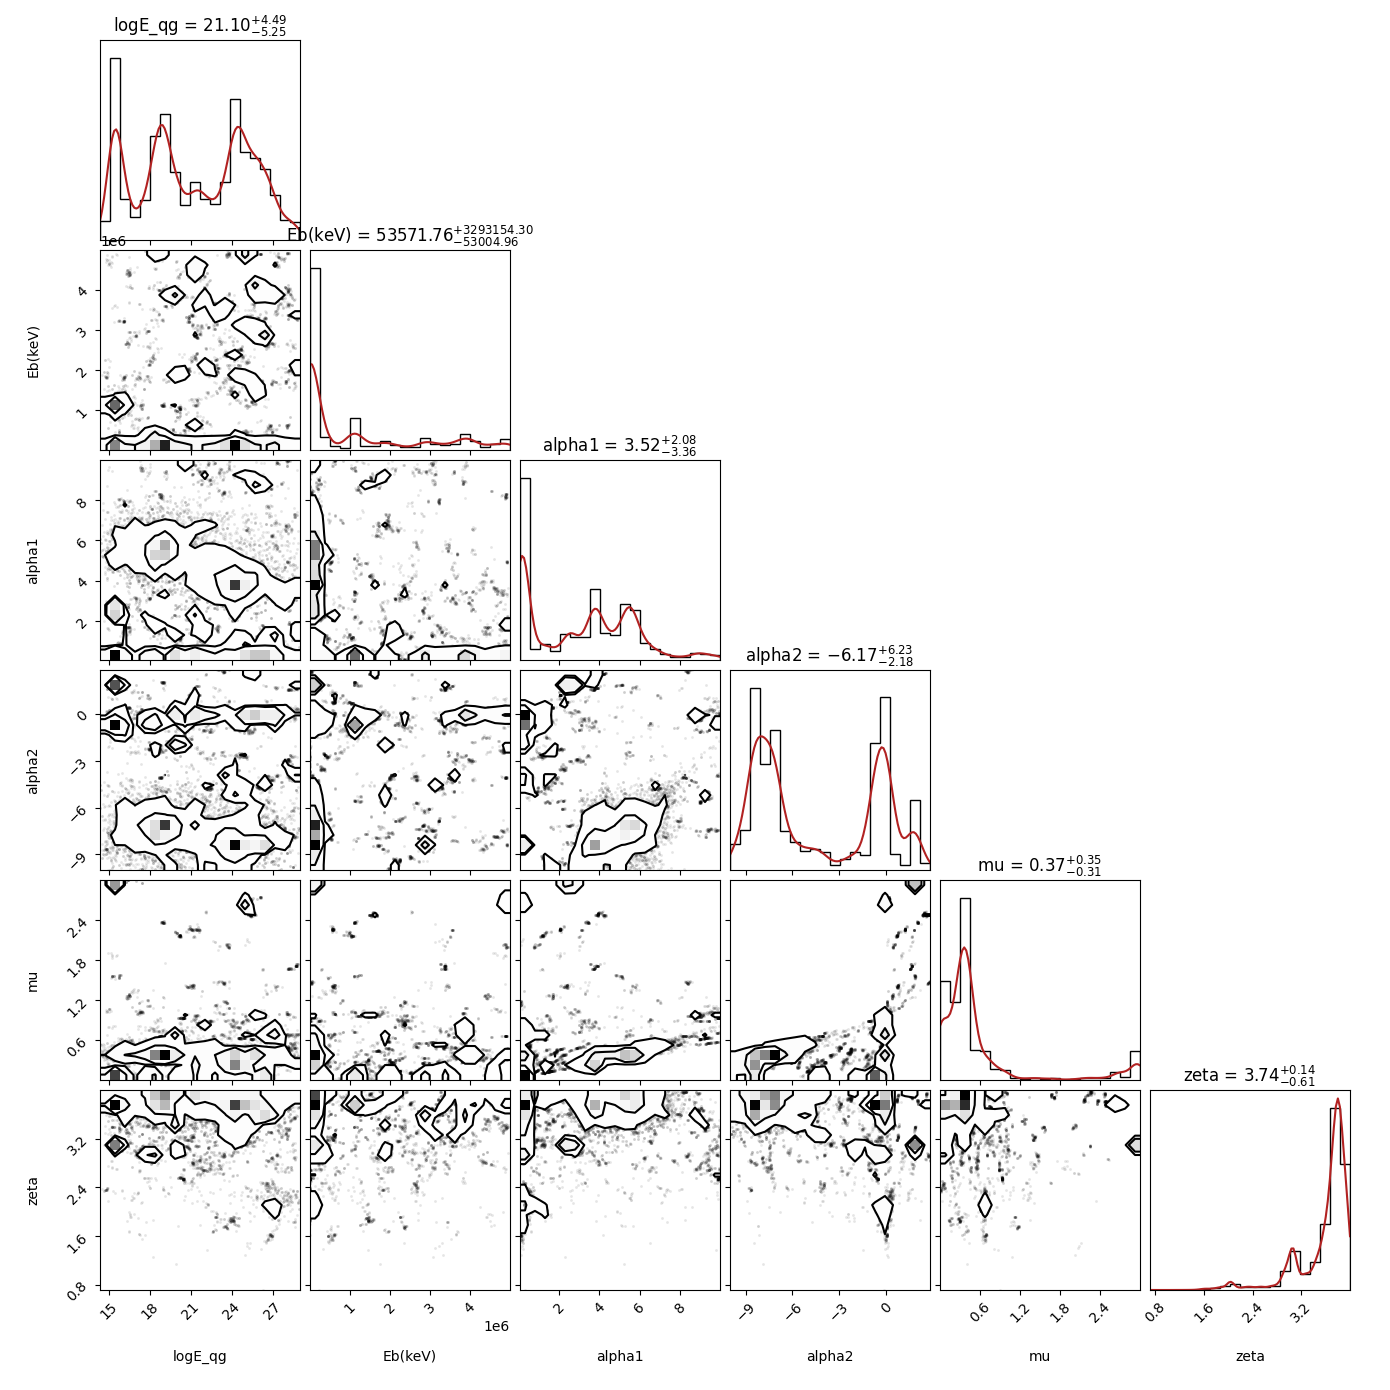 logE_qg = 21.10^{+4.49}_{−5.25}
1e6
Eb(keV) = 53571.76^{+3293154.30}_{−53004.96}
Eb(keV)
4
3
2
1
alpha1 = 3.52^{+2.08}_{−3.36}
alpha1
8
6
4
2
alpha2 = −6.17^{+6.23}_{−2.18}
alpha2
0
−3
−6
−9
mu = 0.37^{+0.35}_{−0.31}
mu
2.4
1.8
1.2
0.6
zeta = 3.74^{+0.14}_{−0.61}
zeta
3.2
2.4
1.6
0.8
15 18 21 24 27
1 2 3 4
2 4 6 8
−9 −6 −3 0
0.6 1.2 1.8 2.4
0.8 1.6 2.4 3.2
1e6
logE_qg Eb(keV) alpha1 alpha2 mu zeta